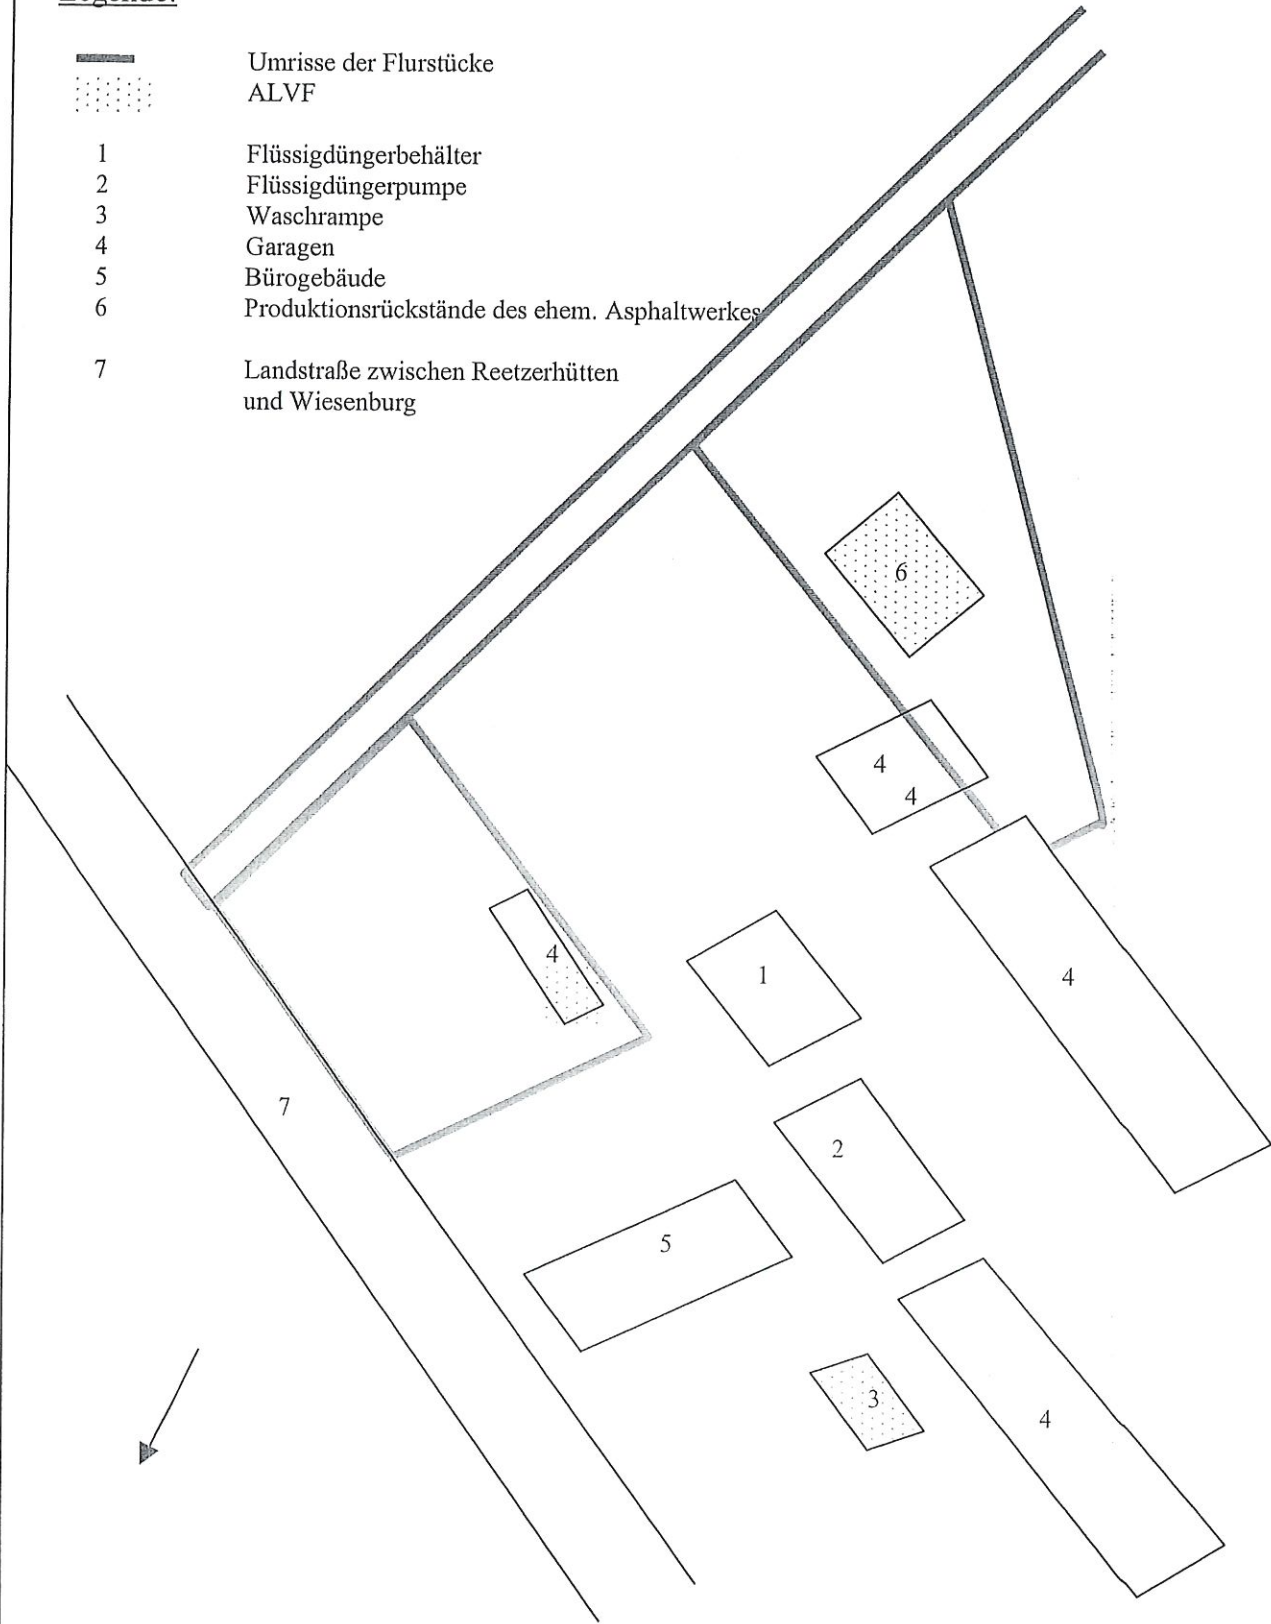 Umrisse der Flurstücke
ALVF
1 Flüssigdüngerbehälter
2 Flüssigdüngerpumpe
3 Waschrampe
4 Garagen
5 Bürogebäude
6 Produktionsrückstände des ehem. Asphaltwerkes
7 Landstraße zwischen Reetzerhütten
und Wiesenburg
6
4
4
4
1
4
7
2
5
3
4